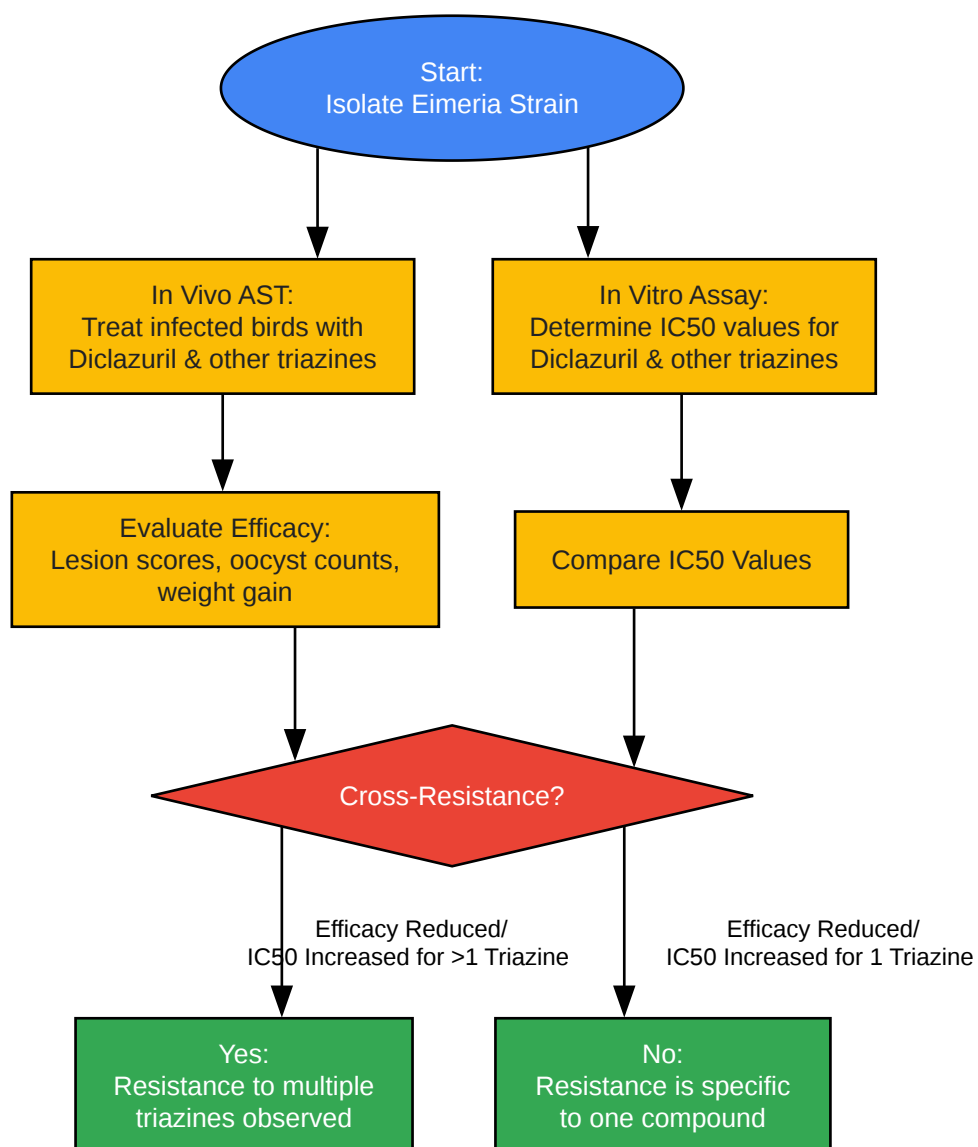 Start:
Isolate Eimeria Strain
In Vivo AST:
Treat infected birds with
Diclazuril & other triazines
In Vitro Assay:
Determine IC50 values for
Diclazuril & other triazines
Evaluate Efficacy:
Lesion scores, oocyst counts,
weight gain
Compare IC50 Values
Cross-Resistance?
Efficacy Reduced/
IC50 Increased for >1 Triazine
Efficacy Reduced/
IC50 Increased for 1 Triazine
Yes:
Resistance to multiple
triazines observed
No:
Resistance is specific
to one compound